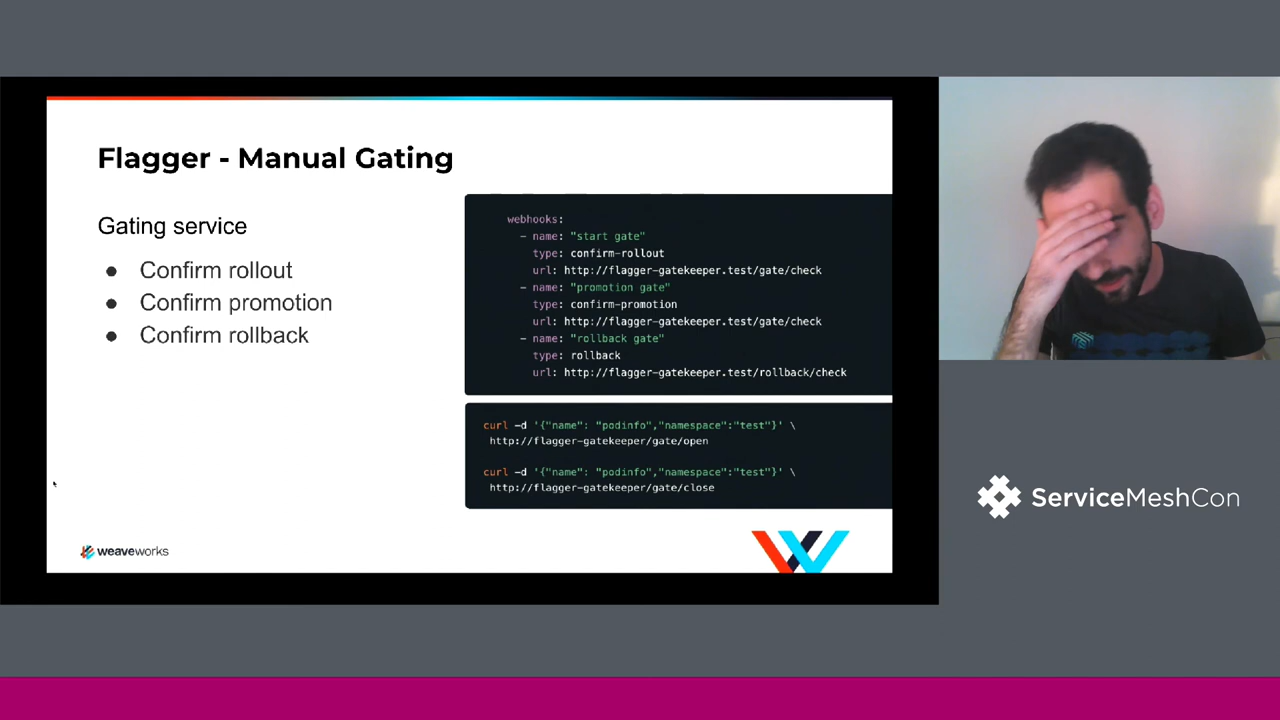 Flagger - Manual Gating
Gating service
● Confirm rollout
● Confirm promotion
● Confirm rollback
webhooks:
- name: "start gate"
type: confirm-rollout
url: http://flagger-gatekeeper.test/gate/check
- name: "promotion gate"
type: confirm-promotion
url: http://flagger-gatekeeper.test/gate/check
- name: "rollback gate"
type: rollback
url: http://flagger-gatekeeper.test/rollback/check
curl -d '{"name": "podinfo","namespace":"test"}' \
http://flagger-gatekeeper/gate/open
curl -d '{"name": "podinfo","namespace":"test"}' \
http://flagger-gatekeeper/gate/close
weaveworks
ServiceMeshCon